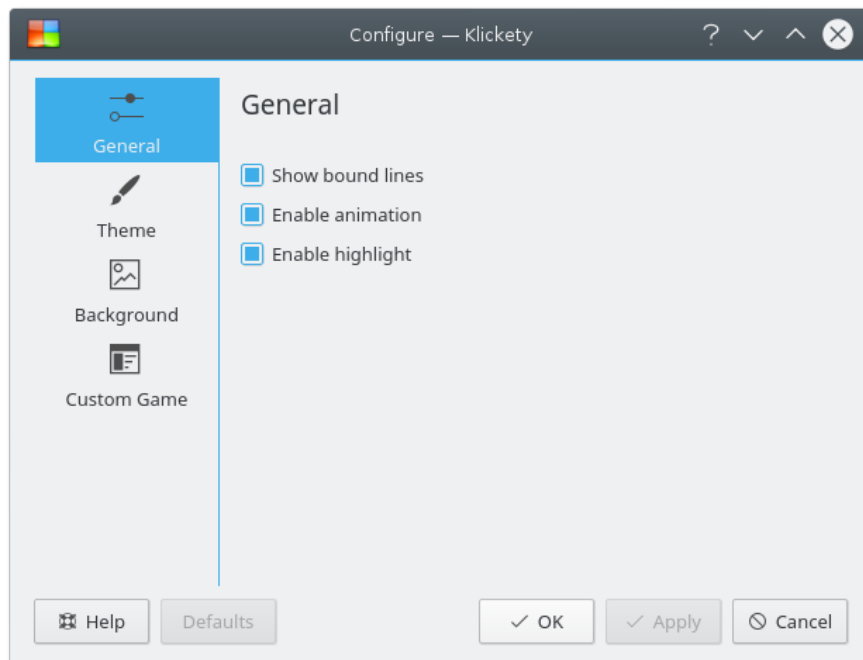 Configure — Klickety
General
Theme
Background
Custom Game
General
Show bound lines
Enable animation
Enable highlight
Help
Defaults
OK
Apply
Cancel